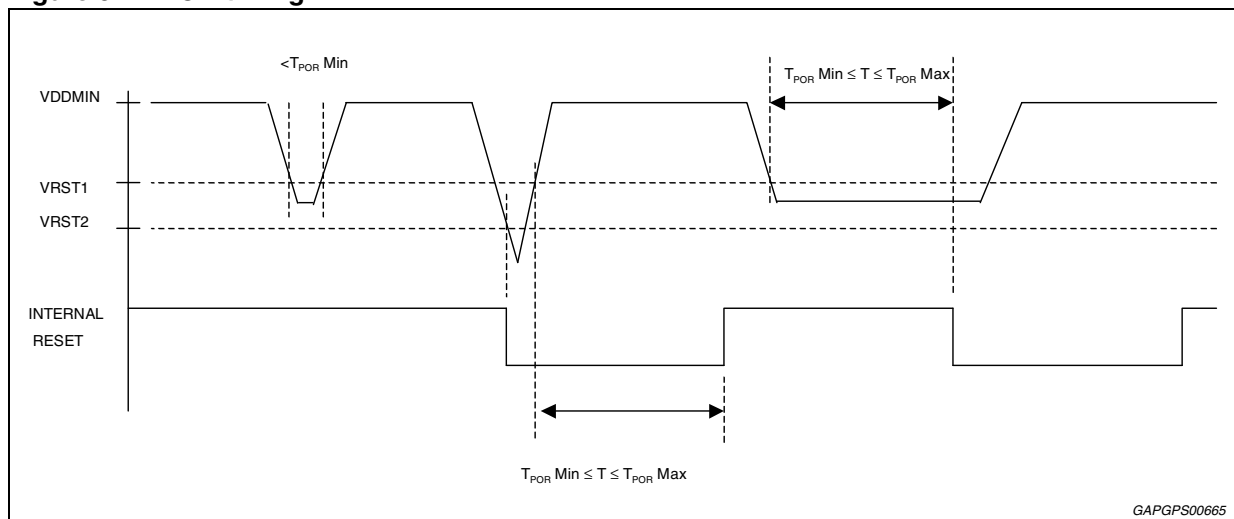 <T_POR Min
T_POR Min ≤ T ≤ T_POR Max
VDDMIN
VRST1
VRST2
INTERNAL
RESET
T_POR Min ≤ T ≤ T_POR Max
GAPGPS00665